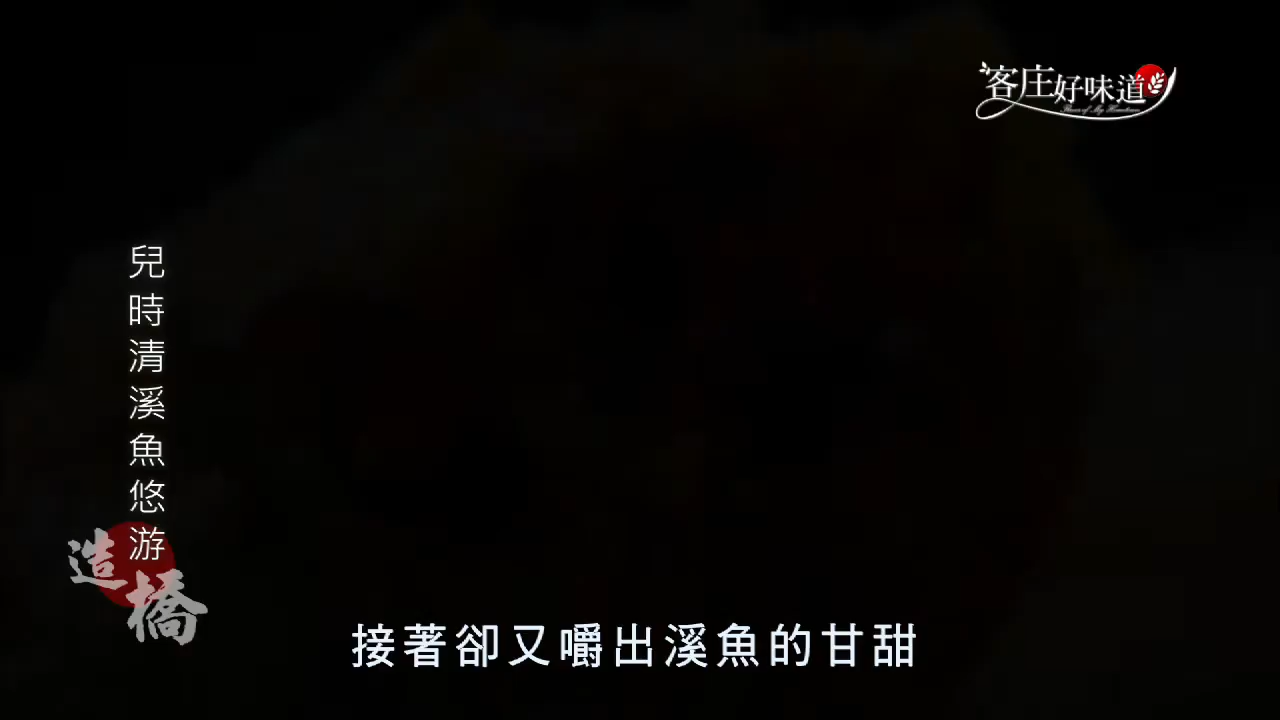 客庄好味道
兒時清溪魚悠游
造橋
接著卻又嚼出溪魚的甘甜